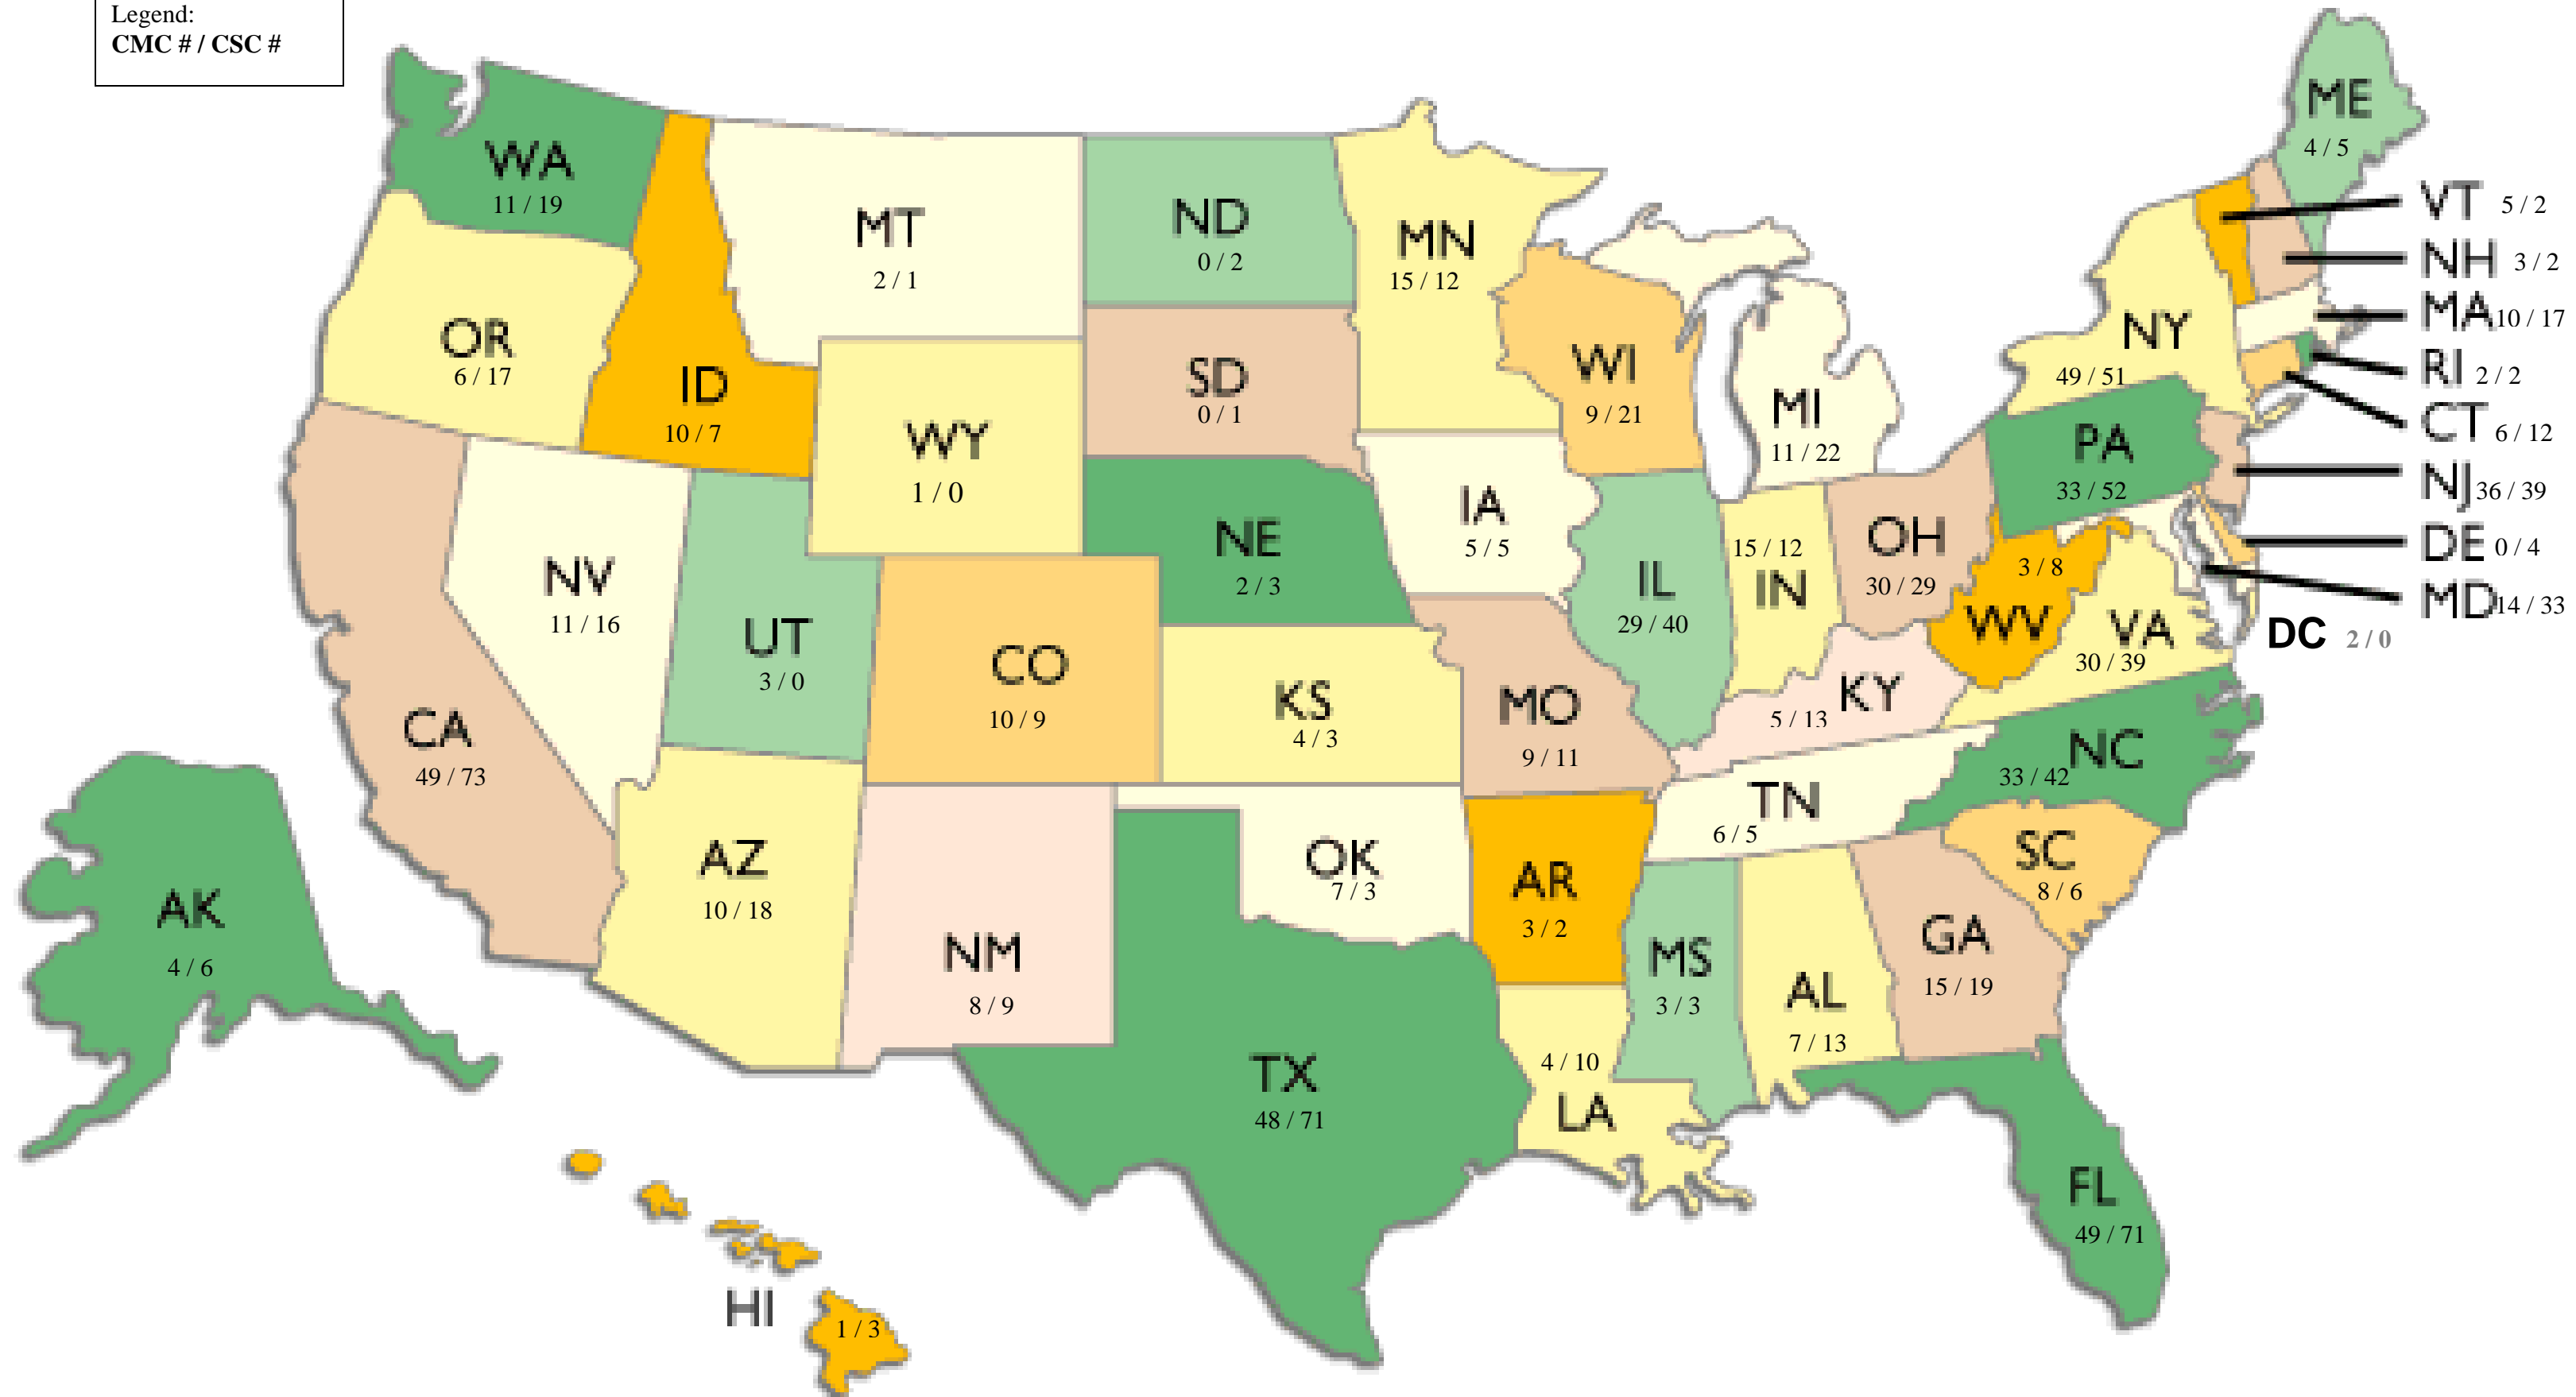 Legend:
CMC # / CSC #
WA
11 / 19
OR
6 / 17
ID
10 / 7
MT
2 / 1
ND
0 / 2
MN
15 / 12
SD
0 / 1
WY
1 / 0
WI
9 / 21
MI
11 / 22
NY
49 / 51
ME
4 / 5
VT 5 / 2
NH 3 / 2
MA 10 / 17
RI 2 / 2
CT 6 / 12
NJ 36 / 39
DE 0 / 4
MD 14 / 33
DC 2 / 0
PA
33 / 52
NE
2 / 3
IA
5 / 5
IL
29 / 40
15 / 12
IN
OH
30 / 29
3 / 8
WV
VA
30 / 39
NV
11 / 16
UT
3 / 0
CO
10 / 9
KS
4 / 3
MO
9 / 11
KY
5 / 13
CA
49 / 73
AZ
10 / 18
NM
8 / 9
OK
7 / 3
AR
3 / 2
TN
6 / 5
NC
33 / 42
SC
8 / 6
GA
15 / 19
MS
3 / 3
AL
7 / 13
4 / 10
LA
TX
48 / 71
FL
49 / 71
AK
4 / 6
HI
1 / 3